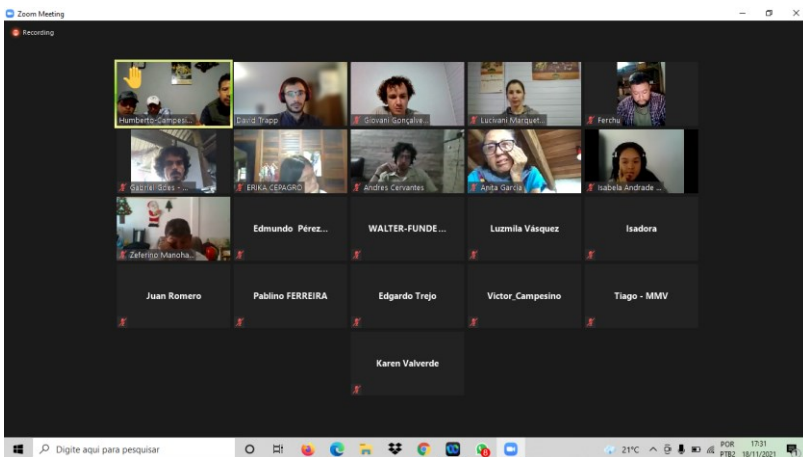 Zoom Meeting
Recording
Humberto-Campesi...
David Trapp
Giovani Gonçalve...
Lucivani Marquet...
Ferchu
Gabriel Góes - ...
ERIKA CEPAGRO
Andres Cervantes
Anita García
Isabela Andrade ...
Zeferino Manoha...
Edmundo Pérez...
WALTER-FUNDE...
Luzmila Vásquez
Isadora
Juan Romero
Pablino FERREIRA
Edgardo Trejo
Victor_Campesino
Tiago - MMV
Karen Valverde
Digite aqui para pesquisar
21°C
POR
PTB2
17:31
18/11/2021